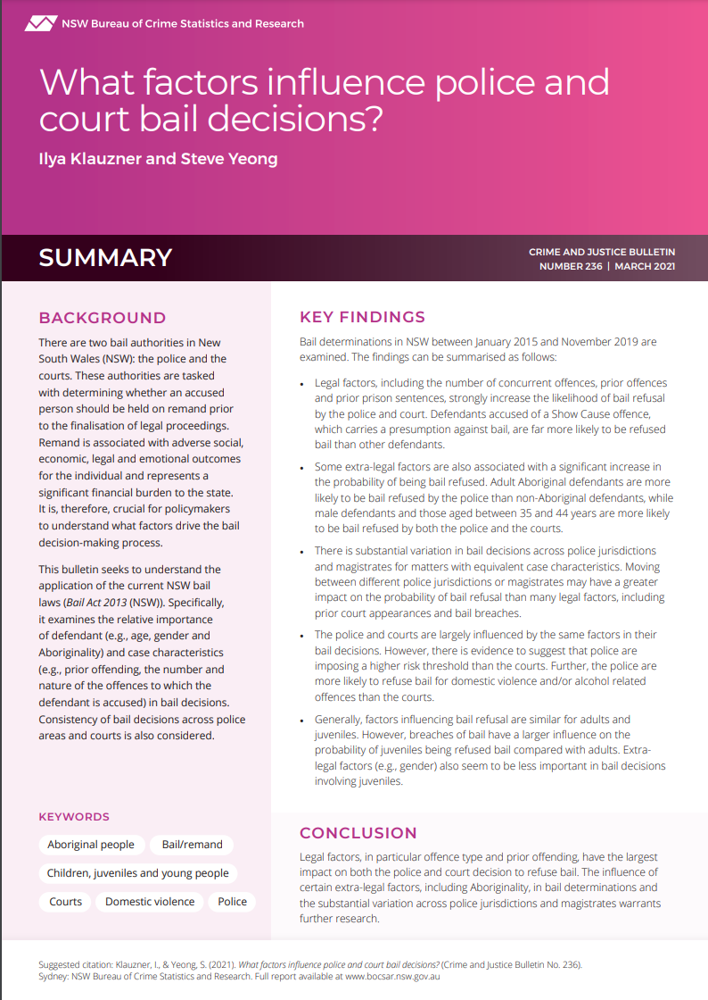 NSW Bureau of Crime Statistics and Research
What factors influence police and
court bail decisions?
Ilya Klauzner and Steve Yeong
SUMMARY
CRIME AND JUSTICE BULLETIN
NUMBER 236 | MARCH 2021
BACKGROUND
There are two bail authorities in New
South Wales (NSW): the police and the
courts. These authorities are tasked
with determining whether an accused
person should be held on remand prior
to the finalisation of legal proceedings.
Remand is associated with adverse social,
economic, legal and emotional outcomes
for the individual and represents a
significant financial burden to the state.
It is, therefore, crucial for policymakers
to understand what factors drive the bail
decision-making process.
This bulletin seeks to understand the
application of the current NSW bail
laws (Bail Act 2013 (NSW)). Specifically,
it examines the relative importance
of defendant (e.g., age, gender and
Aboriginality) and case characteristics
(e.g., prior offending, the number and
nature of the offences to which the
defendant is accused) in bail decisions.
Consistency of bail decisions across police
areas and courts is also considered.
KEYWORDS
Aboriginal people
Bail/remand
Children, juveniles and young people
Courts
Domestic violence
Police
KEY FINDINGS
Bail determinations in NSW between January 2015 and November 2019 are
examined. The findings can be summarised as follows:
• Legal factors, including the number of concurrent offences, prior offences
and prior prison sentences, strongly increase the likelihood of bail refusal
by the police and court. Defendants accused of a Show Cause offence,
which carries a presumption against bail, are far more likely to be refused
bail than other defendants.
• Some extra-legal factors are also associated with a significant increase in
the probability of being bail refused. Adult Aboriginal defendants are more
likely to be bail refused by the police than non-Aboriginal defendants, while
male defendants and those aged between 35 and 44 years are more likely
to be bail refused by both the police and the courts.
• There is substantial variation in bail decisions across police jurisdictions
and magistrates for matters with equivalent case characteristics. Moving
between different police jurisdictions or magistrates may have a greater
impact on the probability of bail refusal than many legal factors, including
prior court appearances and bail breaches.
• The police and courts are largely influenced by the same factors in their
bail decisions. However, there is evidence to suggest that police are
imposing a higher risk threshold than the courts. Further, the police are
more likely to refuse bail for domestic violence and/or alcohol related
offences than the courts.
• Generally, factors influencing bail refusal are similar for adults and
juveniles. However, breaches of bail have a larger influence on the
probability of juveniles being refused bail compared with adults. Extra-
legal factors (e.g., gender) also seem to be less important in bail decisions
involving juveniles.
CONCLUSION
Legal factors, in particular offence type and prior offending, have the largest
impact on both the police and court decision to refuse bail. The influence of
certain extra-legal factors, including Aboriginality, in bail determinations and
the substantial variation across police jurisdictions and magistrates warrants
further research.
Suggested citation: Klauzner, I., & Yeong, S. (2021). What factors influence police and court bail decisions? (Crime and Justice Bulletin No. 236).
Sydney: NSW Bureau of Crime Statistics and Research. Full report available at www.bocsar.nsw.gov.au